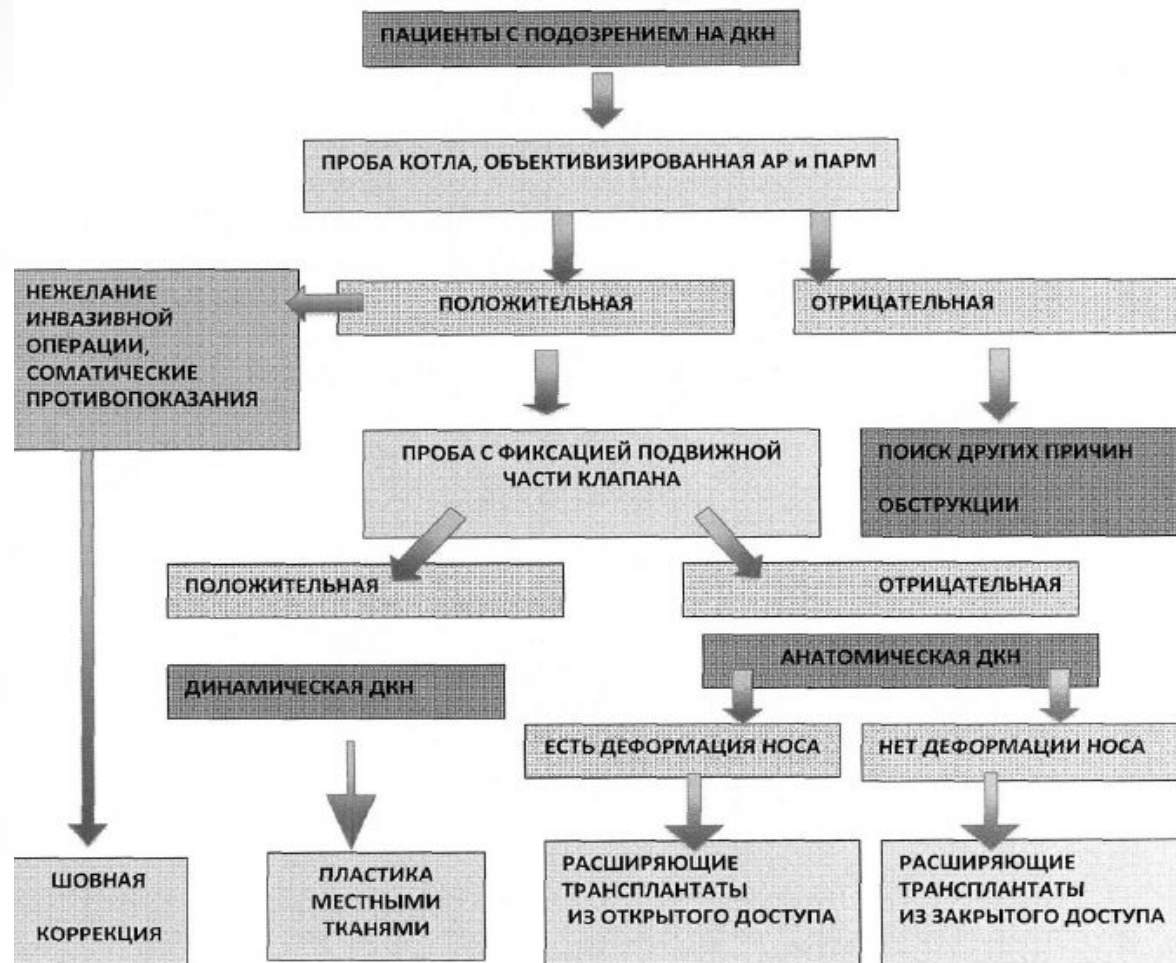 ПАЦИЕНТЫ С ПОДОЗРЕНИЕМ НА ДКН
ПРОБА КОТЛА, ОБЪЕКТИВИЗИРОВАННАЯ АР и ПАРМ
НЕЖЕЛАНИЕ
ИНВАЗИВНОЙ
ОПЕРАЦИИ,
СОМАТИЧЕСКИЕ
ПРОТИВОПОКАЗАНИЯ
ПОЛОЖИТЕЛЬНАЯ
ОТРИЦАТЕЛЬНАЯ
ПРОБА С ФИКСАЦИЕЙ ПОДВИЖНОЙ
ЧАСТИ КЛАПАНА
ПОИСК ДРУГИХ ПРИЧИН
ОБСТРУКЦИИ
ПОЛОЖИТЕЛЬНАЯ
ОТРИЦАТЕЛЬНАЯ
ДИНАМИЧЕСКАЯ ДКН
АНАТОМИЧЕСКАЯ ДКН
ЕСТЬ ДЕФОРМАЦИЯ НОСА
НЕТ ДЕФОРМАЦИИ НОСА
ШОВНАЯ
КОРРЕКЦИЯ
ПЛАСТИКА
МЕСТНЫМИ
ТКАНЯМИ
РАСШИРЯЮЩИЕ
ТРАНСПЛАНТАТЫ
ИЗ ОТКРЫТОГО ДОСТУПА
РАСШИРЯЮЩИЕ
ТРАНСПЛАНТАТЫ
ИЗ ЗАКРЫТОГО ДОСТУПА